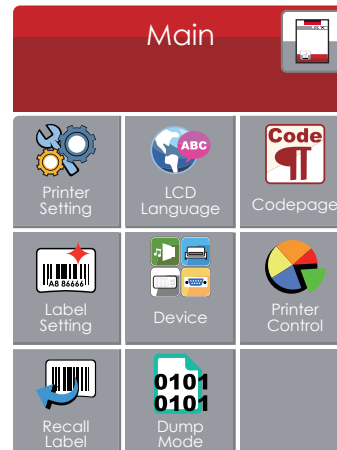 Main
Code
ABC
Printer
Setting
LCD
Language
Codepage
AB 86666
Label
Setting
Device
Printer
Control
0101
0101
Recall
Label
Dump
Mode